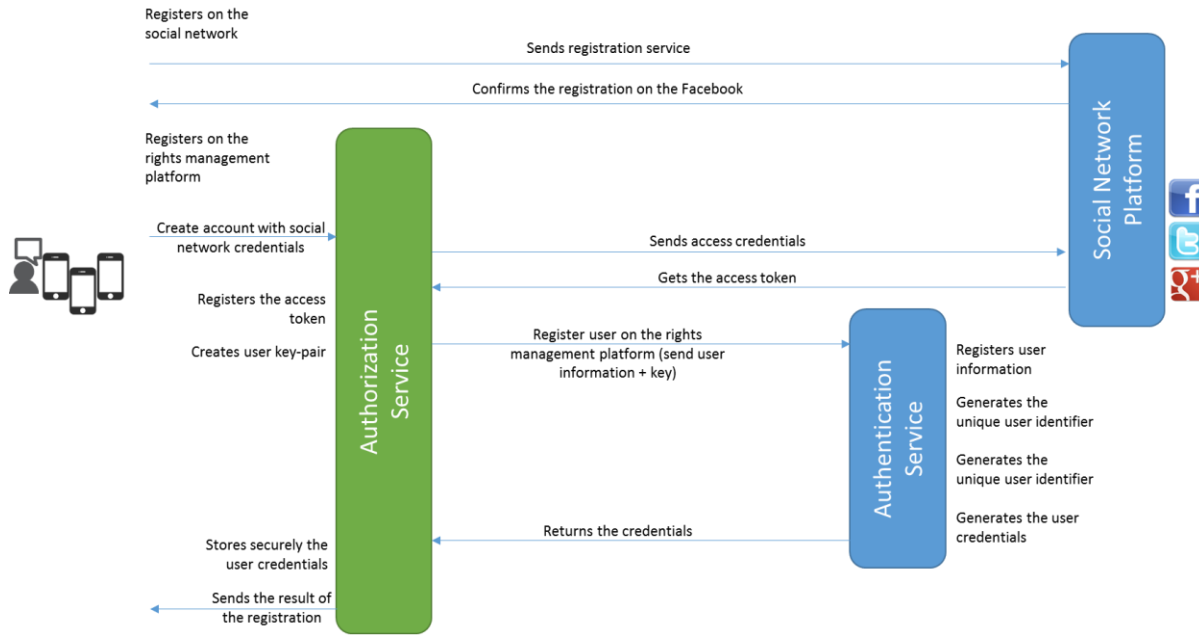 Registers on the
social network
Sends registration service
Confirms the registration on the Facebook
Registers on the
rights management
platform
Create account with social
network credentials
Sends access credentials
Gets the access token
Registers the access
token
Creates user key-pair
Register user on the rights
management platform (send user
information + key)
Registers user
information
Generates the
unique user identifier
Generates the
unique user identifier
Generates the user
credentials
Returns the credentials
Stores securely the
user credentials
Sends the result of
the registration
Authorization
Service
Authentication
Service
Social Network
Platform
f
t
g+